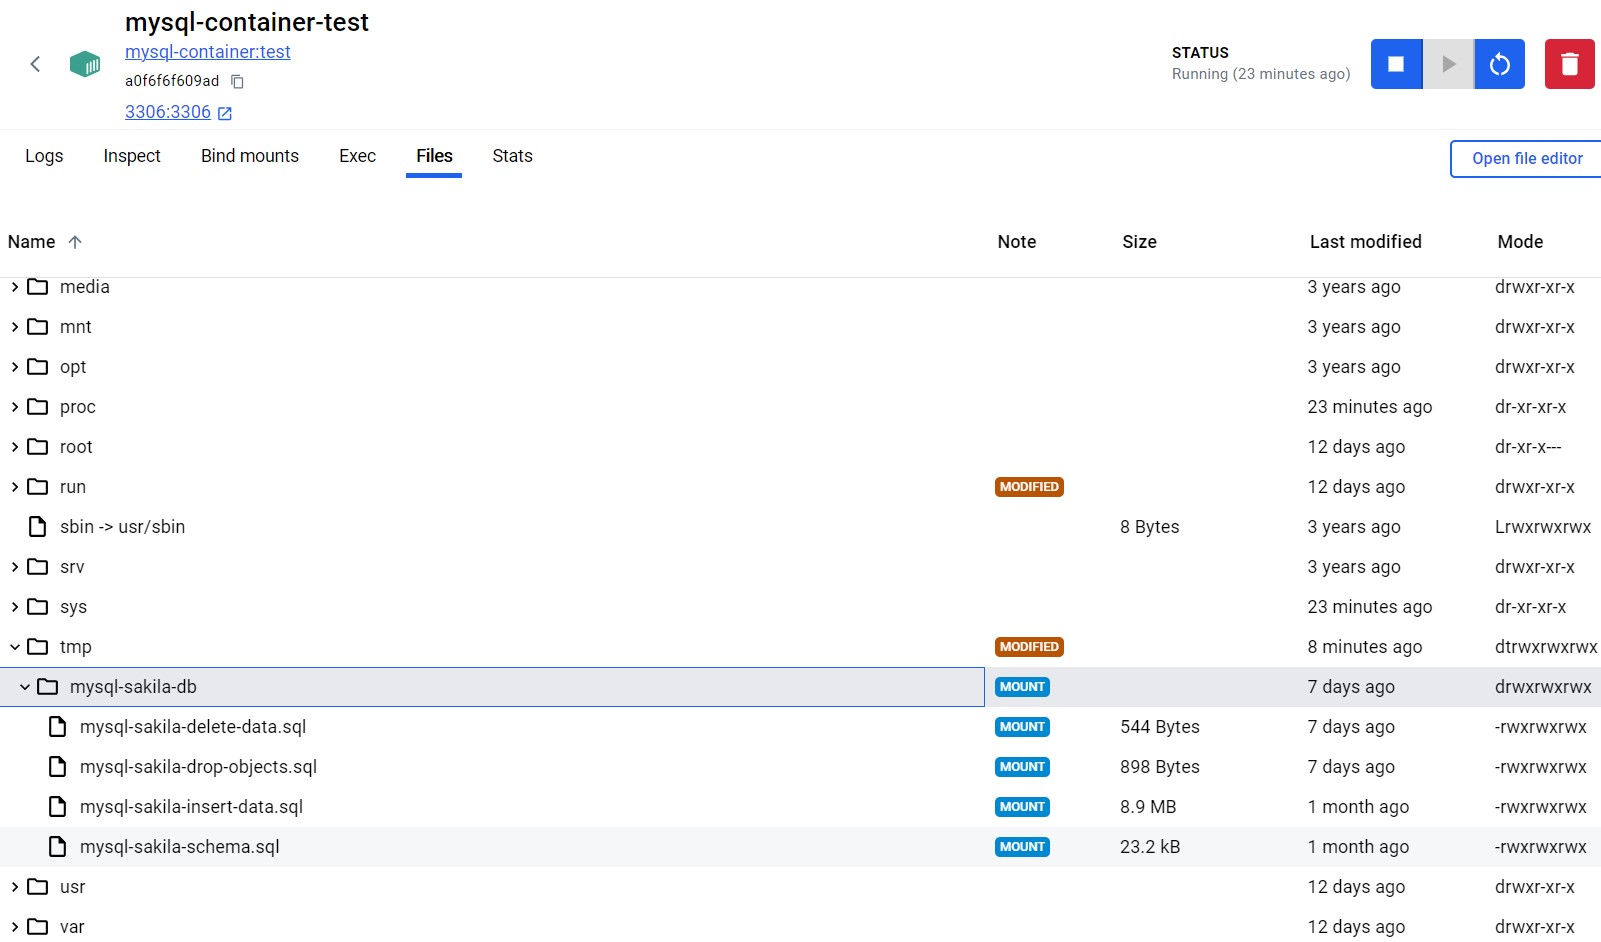 mysql-container-test
mysql-container:test
a0f6f6f609ad
3306:3306
STATUS
Running (23 minutes ago)
Logs Inspect Bind mounts Exec Files Stats
Open file editor
Name Note Size Last modified Mode
media 3 years ago drwxr-xr-x
mnt 3 years ago drwxr-xr-x
opt 3 years ago drwxr-xr-x
proc 23 minutes ago dr-xr-xr-x
root 12 days ago dr-xr-x---
run MODIFIED 12 days ago drwxr-xr-x
sbin -> usr/sbin 8 Bytes 3 years ago Lrwxrwxrwx
srv 3 years ago drwxr-xr-x
sys 23 minutes ago dr-xr-xr-x
tmp MODIFIED 8 minutes ago dtrwxrwxrwx
mysql-sakila-db MOUNT 7 days ago drwxrwxrwx
mysql-sakila-delete-data.sql MOUNT 544 Bytes 7 days ago -rwxrwxrwx
mysql-sakila-drop-objects.sql MOUNT 898 Bytes 7 days ago -rwxrwxrwx
mysql-sakila-insert-data.sql MOUNT 8.9 MB 1 month ago -rwxrwxrwx
mysql-sakila-schema.sql MOUNT 23.2 kB 1 month ago -rwxrwxrwx
usr 12 days ago drwxr-xr-x
var 12 days ago drwxr-xr-x